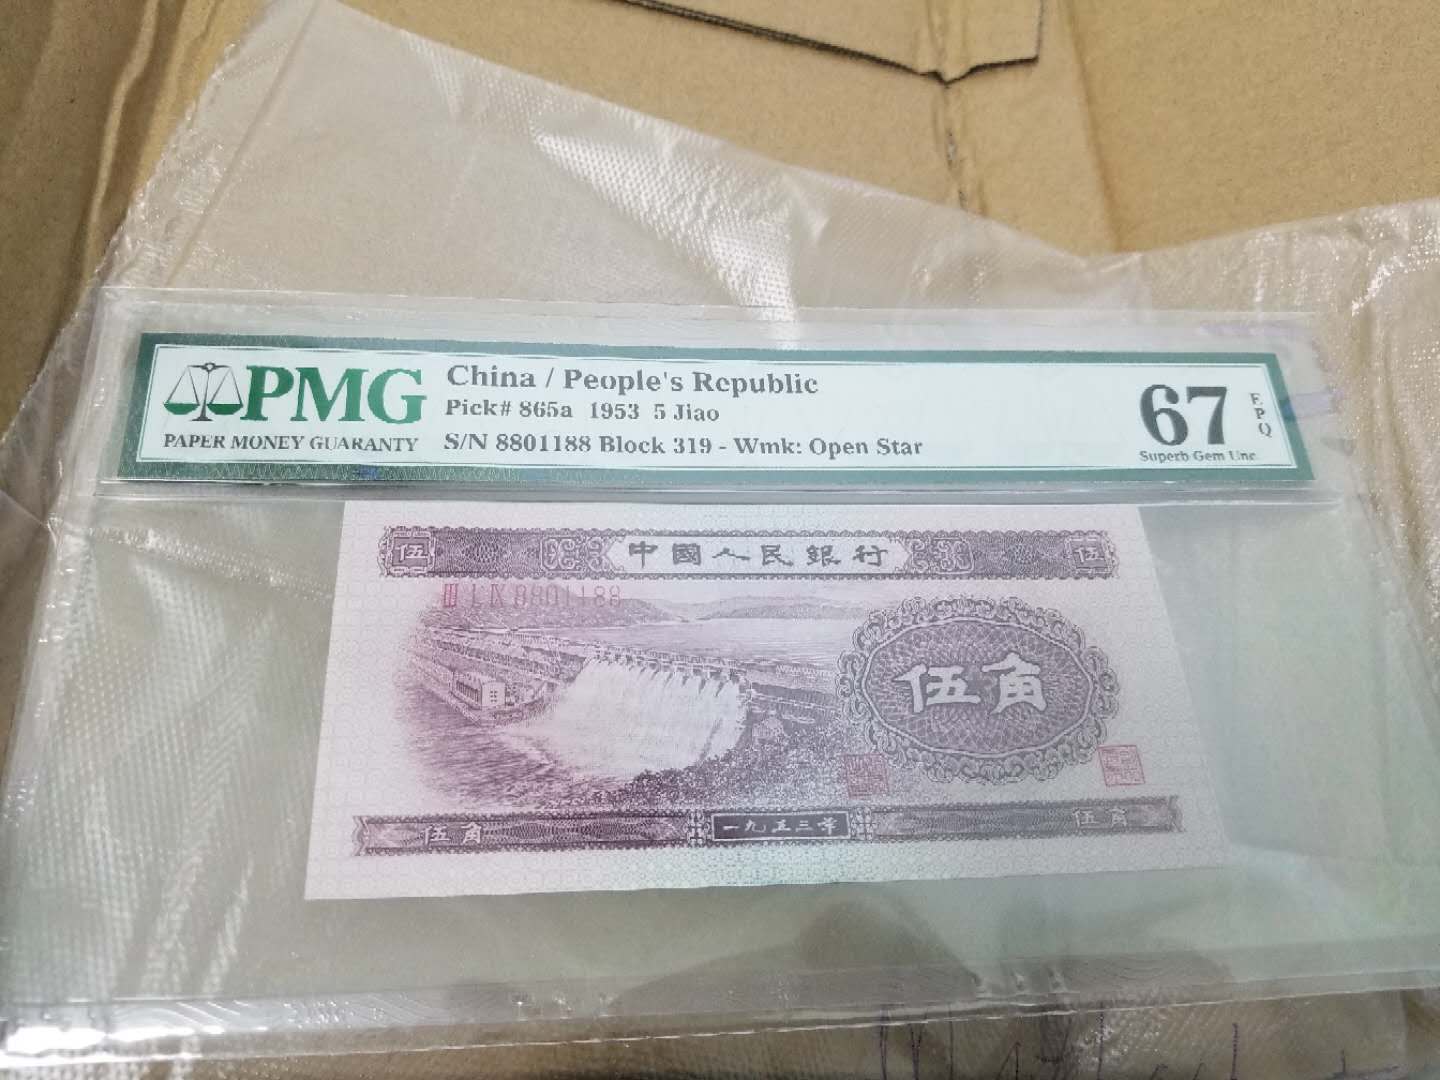 PMG
PAPER MONEY GUARANTY
China / People's Republic
Pick# 865a 1953 5 Jiao
S/N 8801188 Block 319 - Wmk: Open Star
67
EPQ
Superb Gem Unc
伍 中國人民銀行 伍
III I IX 8801188
伍角
伍角 一九五三年 伍角